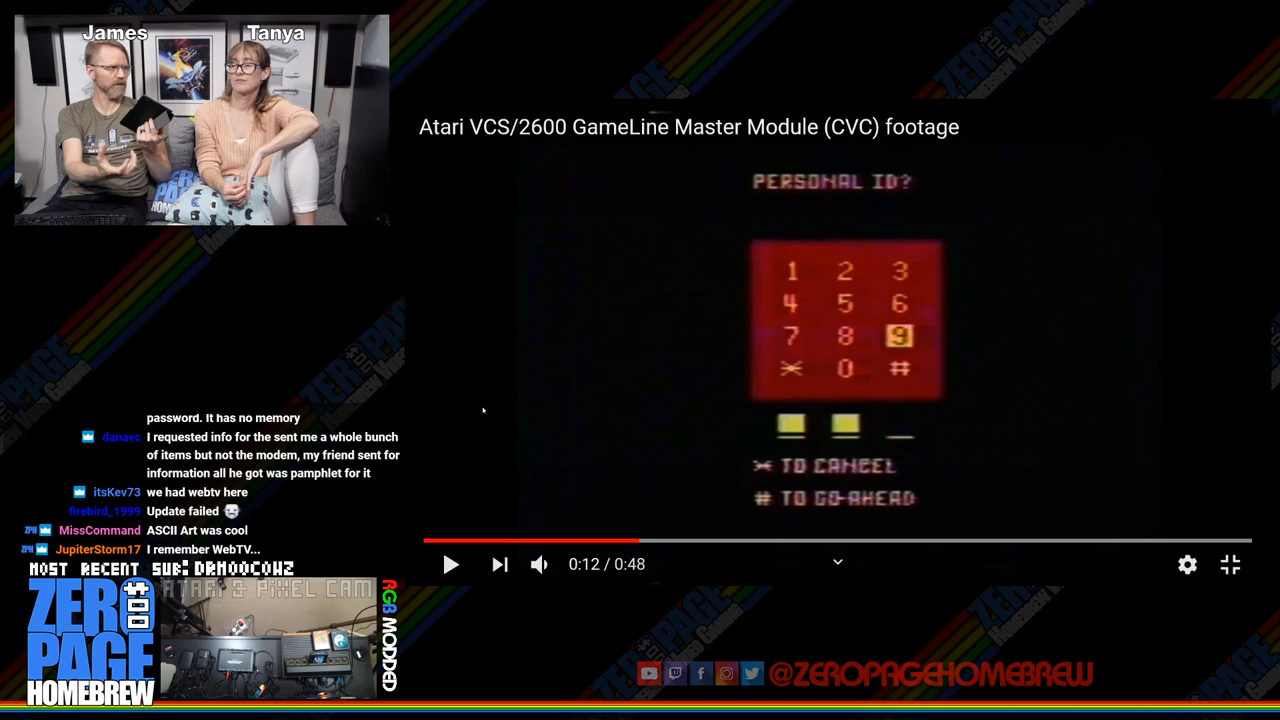 James
Tanya
Atari VCS/2600 GameLine Master Module (CVC) footage
PERSONAL ID?
1 2 3
4 5 6
7 8 9
* 0 #
* TO CANCEL
# TO GO-AHEAD
0:12 / 0:48
password. It has no memory
danavc I requested info for the sent me a whole bunch
of items but not the modem, my friend sent for
information all he got was pamphlet for it
itsKev73 we had webtv here
firebird_1999 Update failed
ZPH MissCommand ASCII Art was cool
ZPH JupiterStorm17 I remember WebTV...
MOST RECENT SUB: DRMOOCOWZ
ZERO $00
PAGE
HOMEBREW
ATARI'S PIXEL CAM
RGB MODDED
@ZEROPAGEHOMEBREW